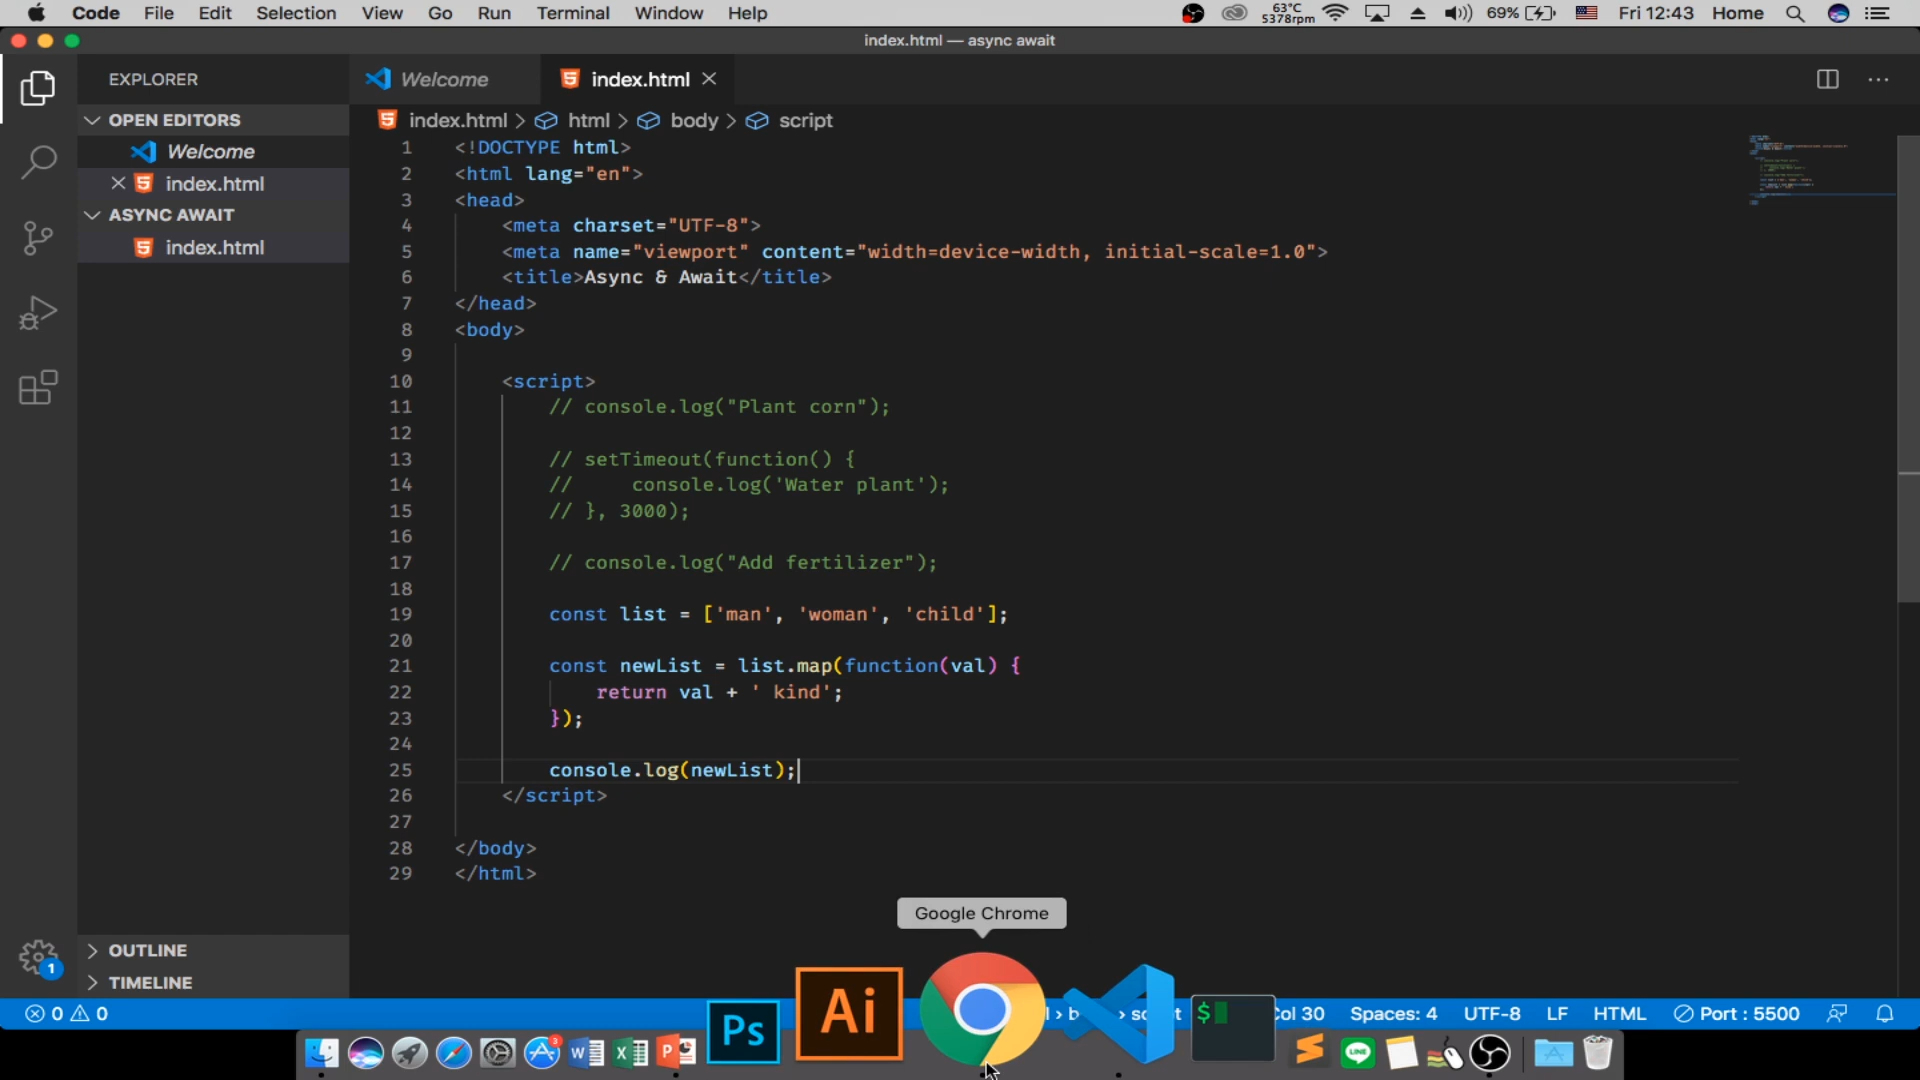 Code File Edit Selection View Go Run Terminal Window Help 63°C 5378rpm 69% Fri 12:43 Home
index.html — async await
EXPLORER
Welcome
index.html
OPEN EDITORS
Welcome
index.html
ASYNC AWAIT
index.html
index.html > html > body > script
1 <!DOCTYPE html>
2 <html lang="en">
3 <head>
4 <meta charset="UTF-8">
5 <meta name="viewport" content="width=device-width, initial-scale=1.0">
6 <title>Async & Await</title>
7 </head>
8 <body>
9
10 <script>
11 // console.log("Plant corn");
12
13 // setTimeout(function() {
14 // console.log('Water plant');
15 // }, 3000);
16
17 // console.log("Add fertilizer");
18
19 const list = ['man', 'woman', 'child'];
20
21 const newList = list.map(function(val) {
22 return val + ' kind';
23 });
24
25 console.log(newList);
26 </script>
27
28 </body>
29 </html>
OUTLINE
TIMELINE
1
Google Chrome
0 0
Col 30 Spaces: 4 UTF-8 LF HTML Port : 5500
Ps
Ai
$
3
W
X
P
LINE